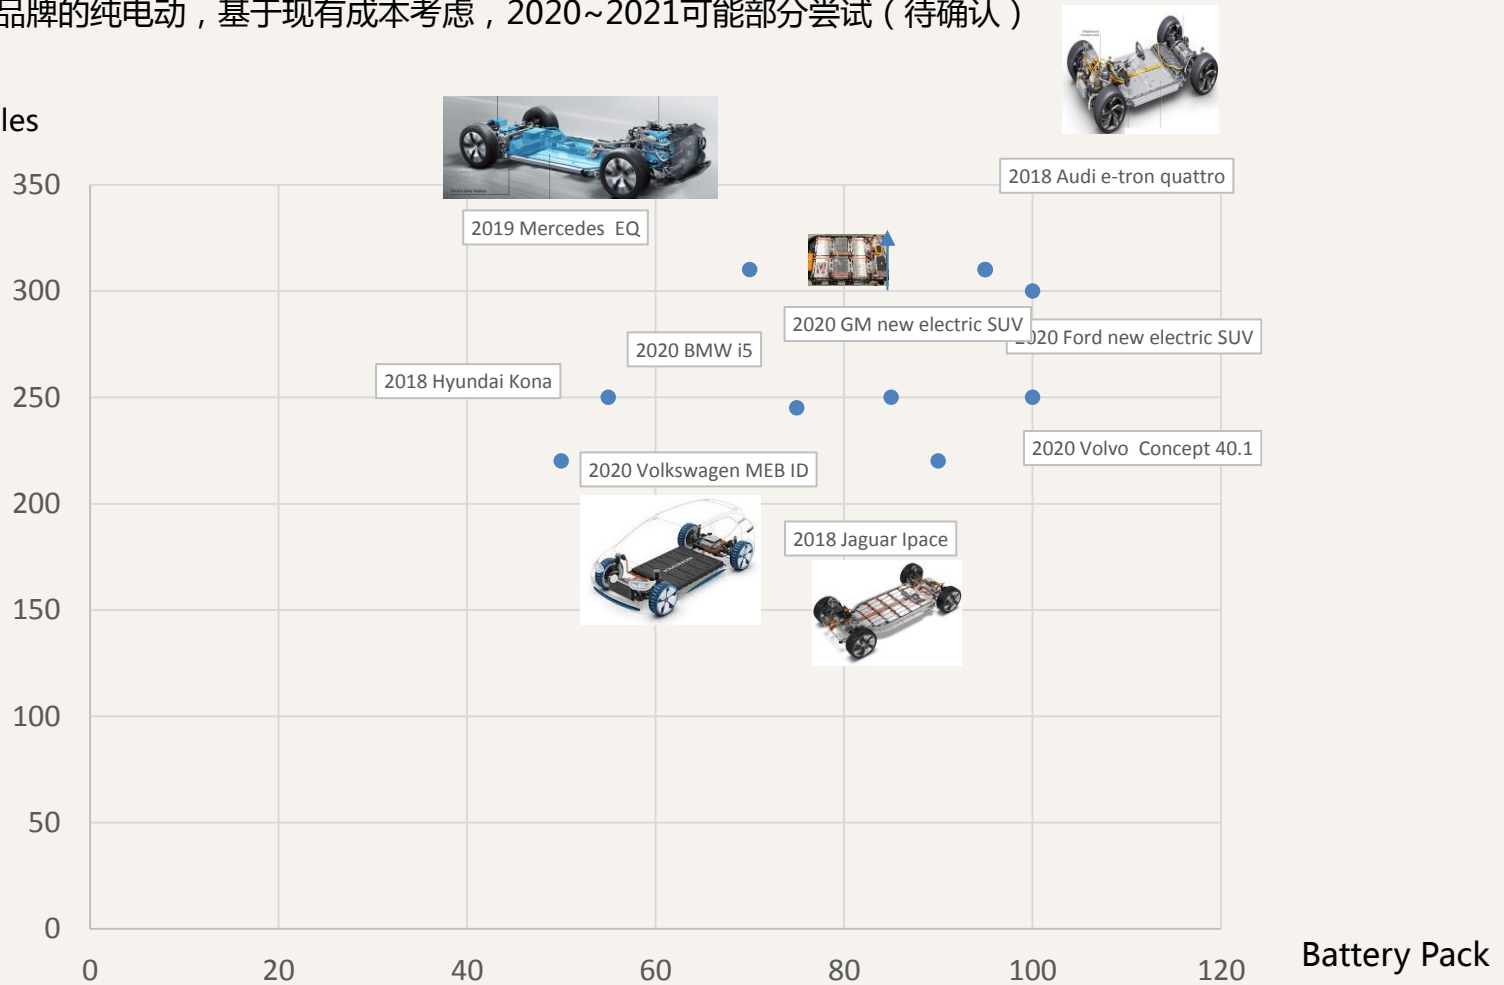 品牌的纯电动，基于现有成本考虑，2020~2021可能部分尝试（待确认）
les
2018 Audi e-tron quattro
350
2019 Mercedes  EQ
300
2020 GM new electric SUV
20 Ford new electric SUV
2020 BMW i5
2018 Hyundai Kona
250
2020 Volvo  Concept 40.1
2020 Volkswagen MEB ID
200
2018 Jaguar Ipace
150
100
50
0
0 20 40 60 80 100 120
Battery Pack